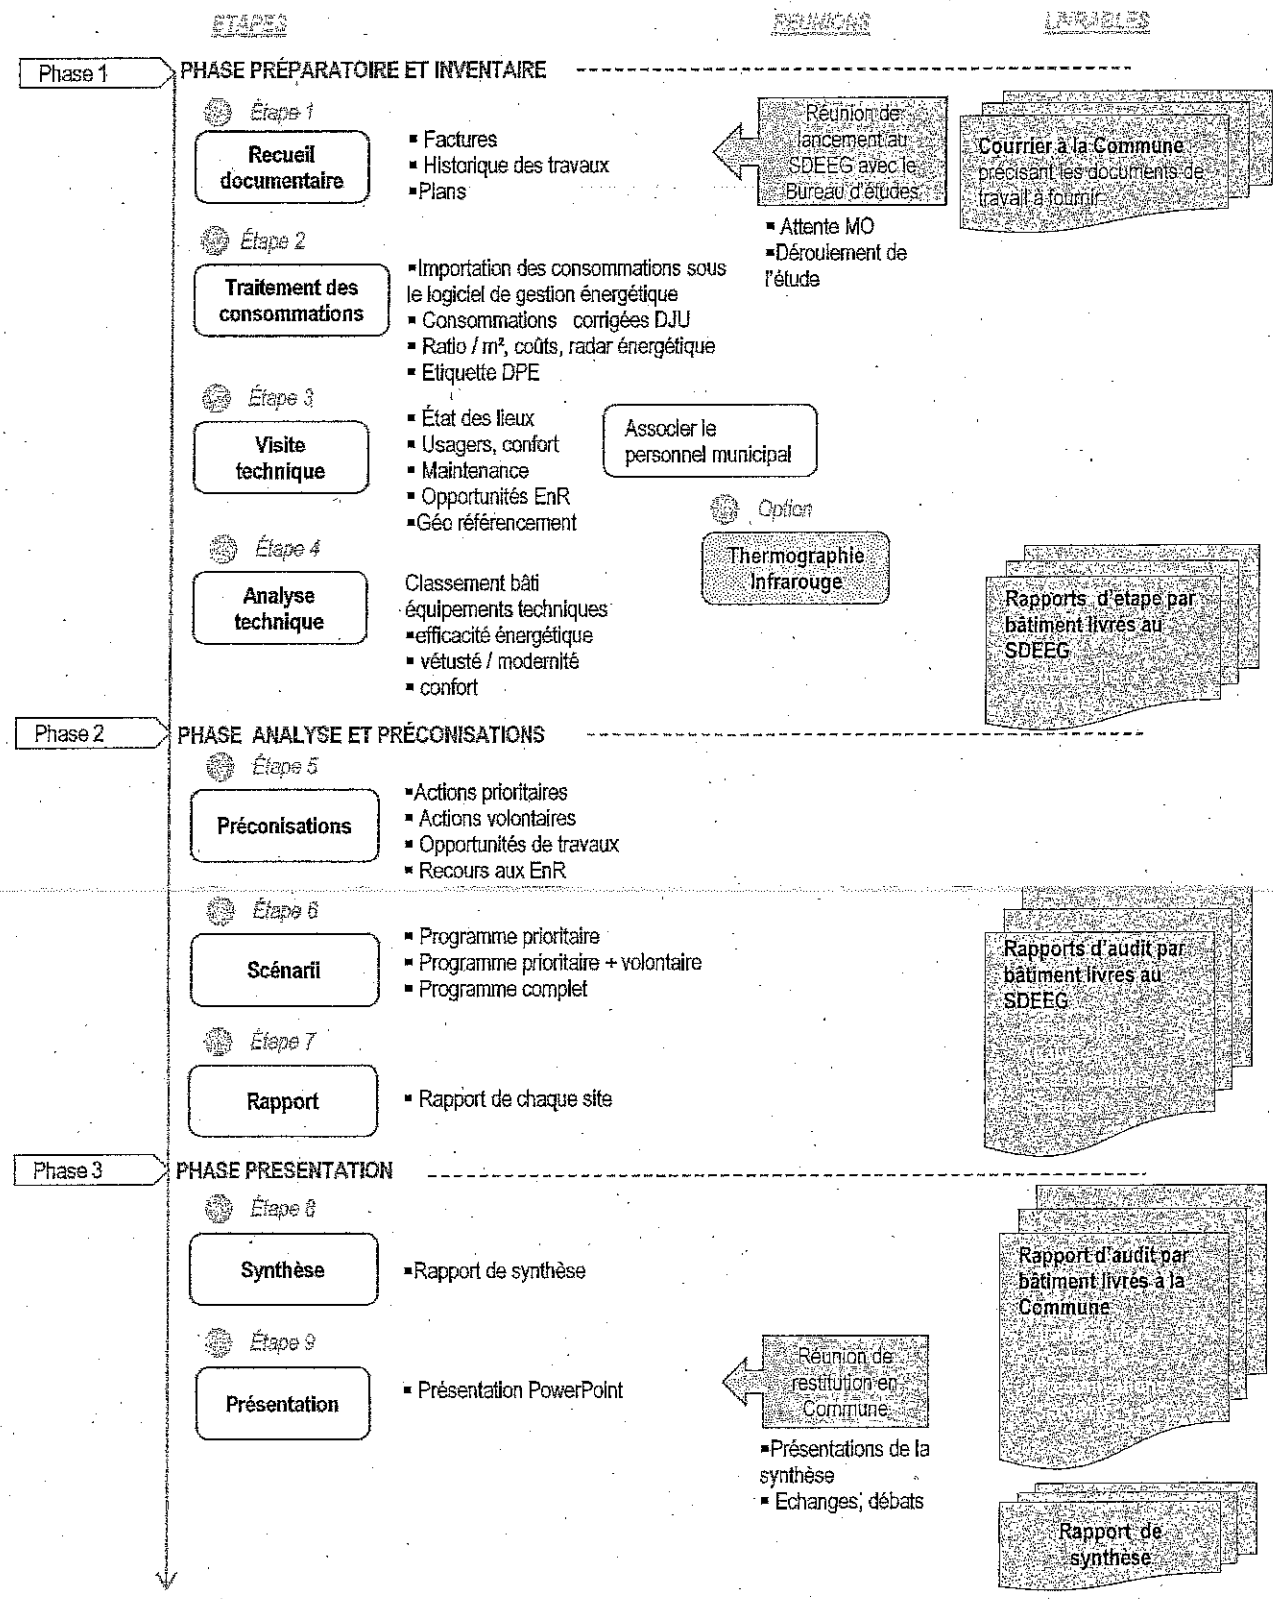 ETAPES
REUNIONS
LIVRABLES
Phase 1
PHASE PRÉPARATOIRE ET INVENTAIRE
Étape 1
Recueil
documentaire
▪ Factures
▪ Historique des travaux
▪Plans
Réunion de
lancement au
SDEEG avec le
Bureau d'études
▪ Attente MO
▪Déroulement de
l'étude
Courrier à la Commune
précisant les documents de
travail à fournir
Étape 2
Traitement des
consommations
▪Importation des consommations sous
le logiciel de gestion énergétique
▪ Consommations corrigées DJU
▪ Ratio / m², coûts, radar énergétique
▪ Etiquette DPE
Étape 3
Visite
technique
▪ État des lieux
▪ Usagers, confort
▪ Maintenance
▪ Opportunités EnR
▪Géo référencement
Associer le
personnel municipal
Option
Thermographie
Infrarouge
Étape 4
Analyse
technique
Classement bâti
équipements techniques
▪efficacité énergétique
▪ vétusté / modernité
▪ confort
Rapports d'etape par
bâtiment livrés au
SDEEG
Phase 2
PHASE ANALYSE ET PRÉCONISATIONS
Étape 5
Préconisations
▪Actions prioritaires
▪ Actions volontaires
▪ Opportunités de travaux
▪ Recours aux EnR
Étape 6
Scénarii
▪ Programme prioritaire
▪ Programme prioritaire + volontaire
▪ Programme complet
Rapports d'audit par
bâtiment livrés au
SDEEG
Étape 7
Rapport
▪ Rapport de chaque site
Phase 3
PHASE PRESENTATION
Étape 8
Synthèse
▪Rapport de synthèse
Rapport d'audit par
bâtiment livrés à la
Commune
Étape 9
Présentation
▪ Présentation PowerPoint
Réunion de
restitution en
Commune
▪Présentations de la
synthèse
▪ Echanges, débats
Rapport de
synthèse